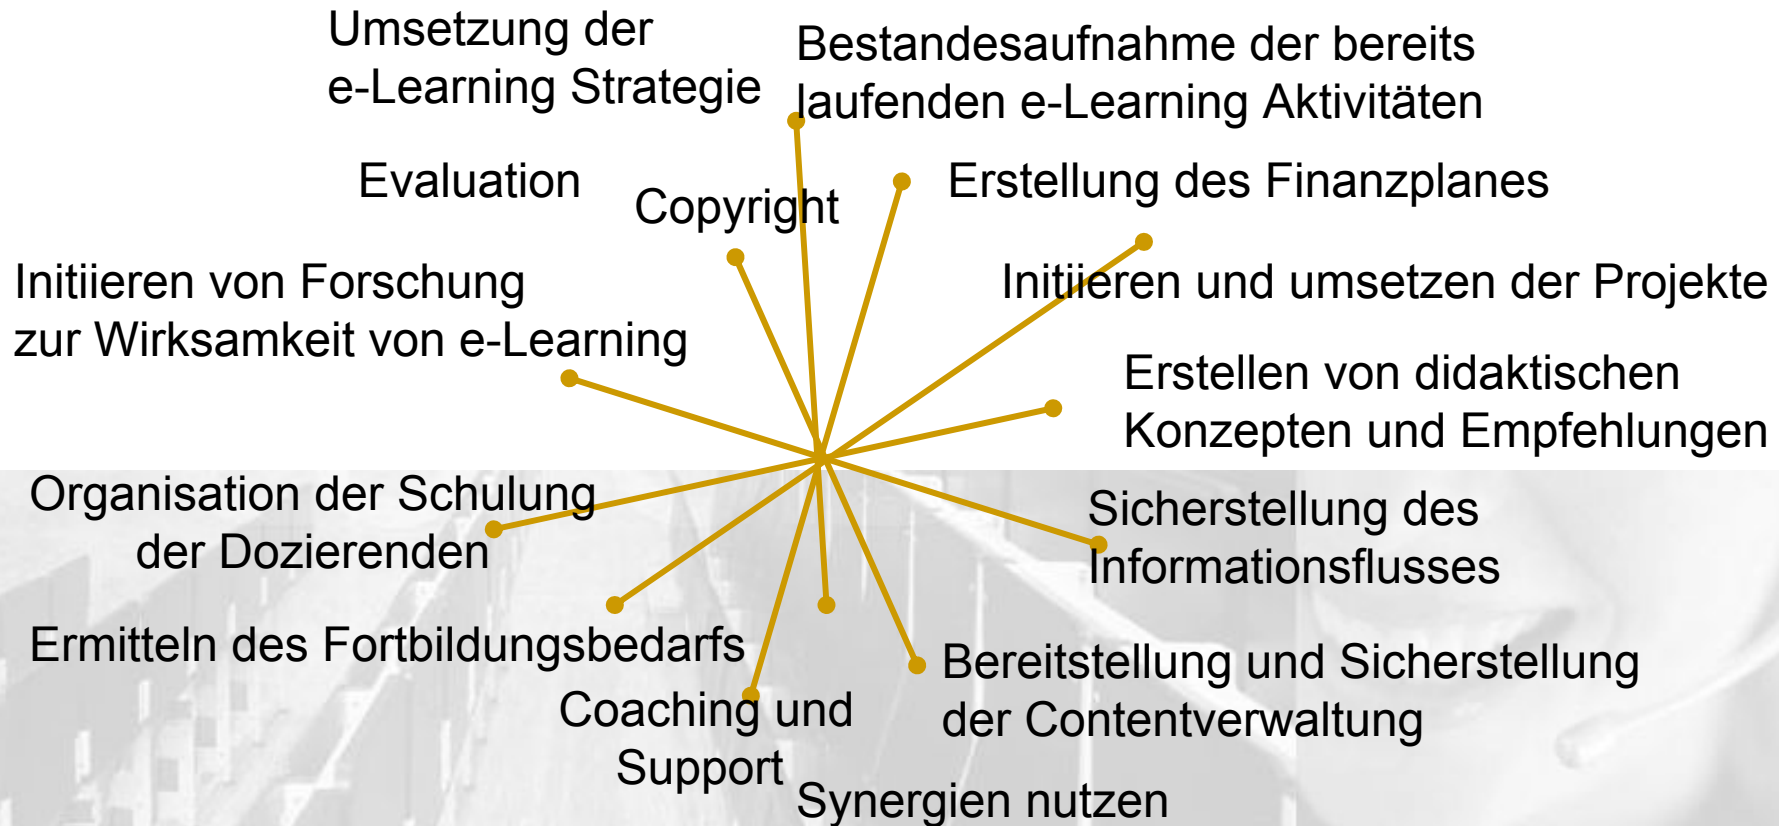 Umsetzung der
e-Learning Strategie
Bestandesaufnahme der bereits
laufenden e-Learning Aktivitäten
Evaluation
Copyright
Erstellung des Finanzplanes
Initiieren von Forschung
zur Wirksamkeit von e-Learning
Initiieren und umsetzen der Projekte
Erstellen von didaktischen
Konzepten und Empfehlungen
Organisation der Schulung
der Dozierenden
Sicherstellung des
Informationsflusses
Ermitteln des Fortbildungsbedarfs
Bereitstellung und Sicherstellung
der Contentverwaltung
Coaching und
Support
Synergien nutzen